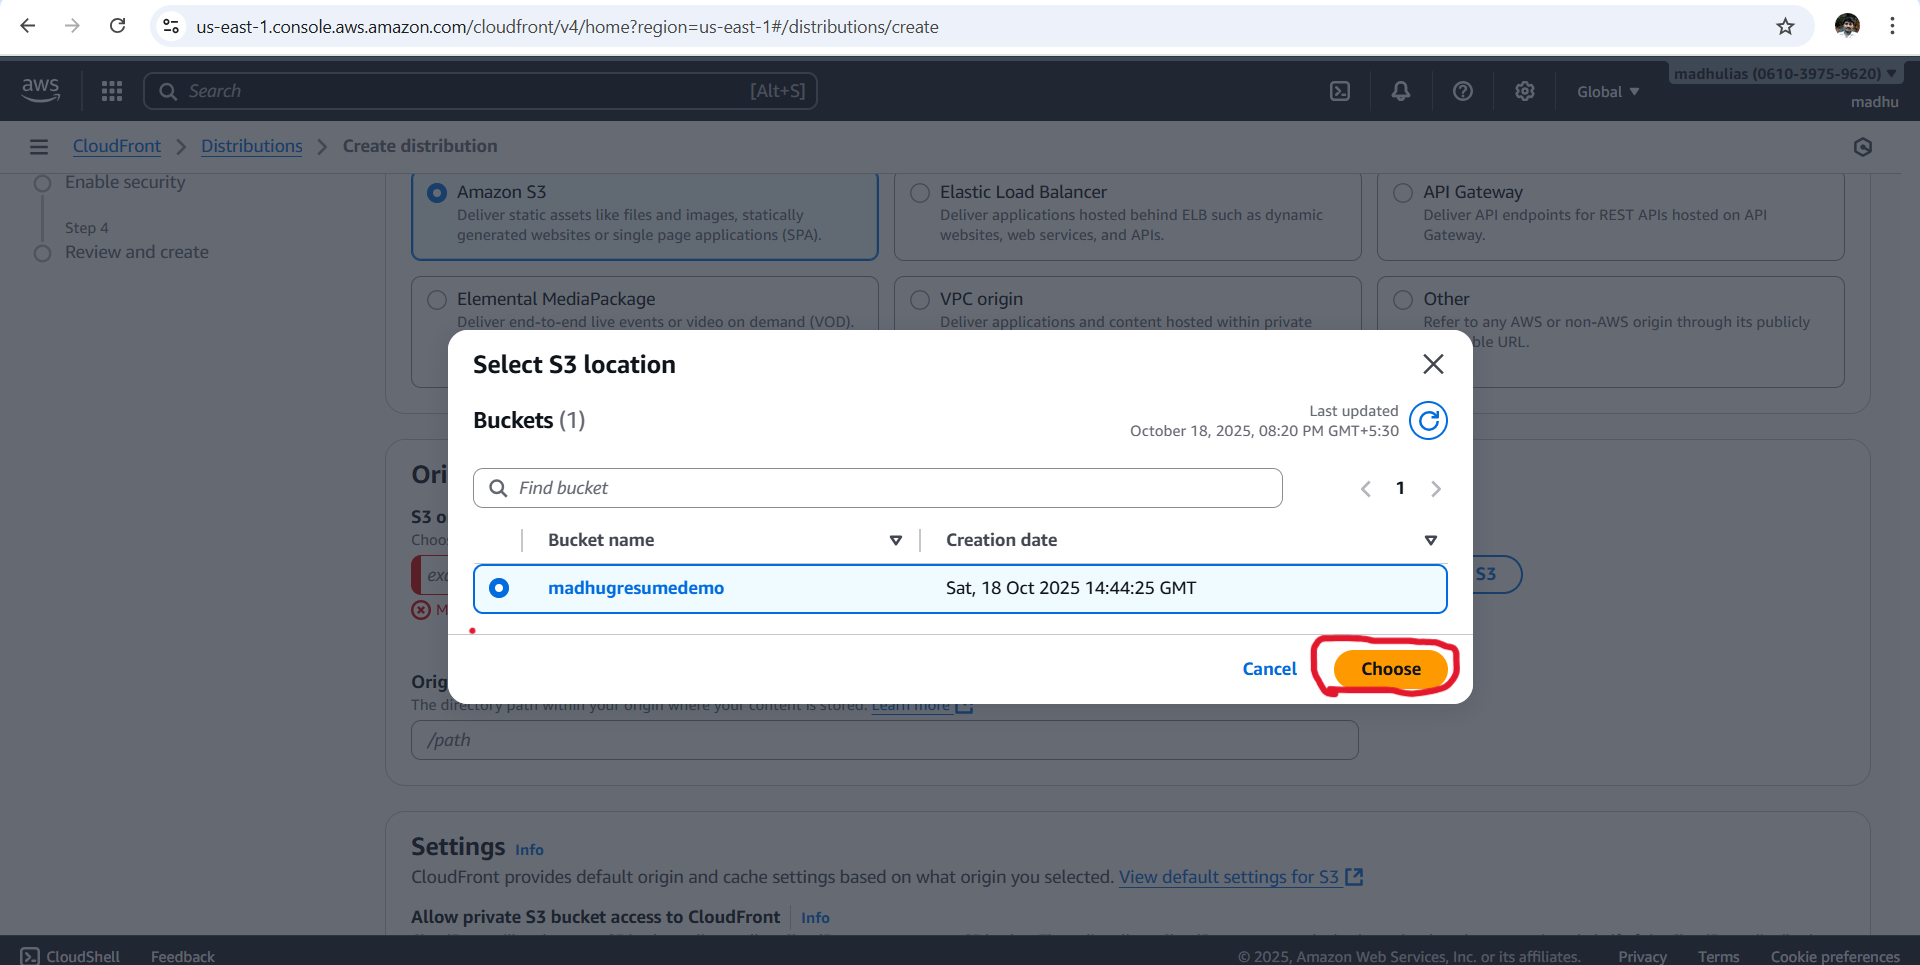 us-east-1.console.aws.amazon.com/cloudfront/v4/home?region=us-east-1#/distributions/create
aws
Search
[Alt+S]
Global
madhulias (0610-3975-9620)
madhu
CloudFront
Distributions
Create distribution
Enable security
Step 4
Review and create
Amazon S3
Deliver static assets like files and images, statically
generated websites or single page applications (SPA).
Elastic Load Balancer
Deliver applications hosted behind ELB such as dynamic
websites, web services, and APIs.
API Gateway
Deliver API endpoints for REST APIs hosted on API
Gateway.
Elemental MediaPackage
Deliver end-to-end live events or video on demand (VOD).
VPC origin
Deliver applications and content hosted within private
Other
Refer to any AWS or non-AWS origin through its publicly
ble URL.
Select S3 location
Buckets (1)
Last updated
October 18, 2025, 08:20 PM GMT+5:30
Find bucket
1
Bucket name
Creation date
madhugresumedemo
Sat, 18 Oct 2025 14:44:25 GMT
Cancel
Choose
Ori
S3 o
Choo
exc
S3
M
Orig
The directory path within your origin where your content is stored. Learn more
/path
Settings Info
CloudFront provides default origin and cache settings based on what origin you selected. View default settings for S3
Allow private S3 bucket access to CloudFront
Info
CloudShell
Feedback
© 2025, Amazon Web Services, Inc. or its affiliates.
Privacy
Terms
Cookie preferences